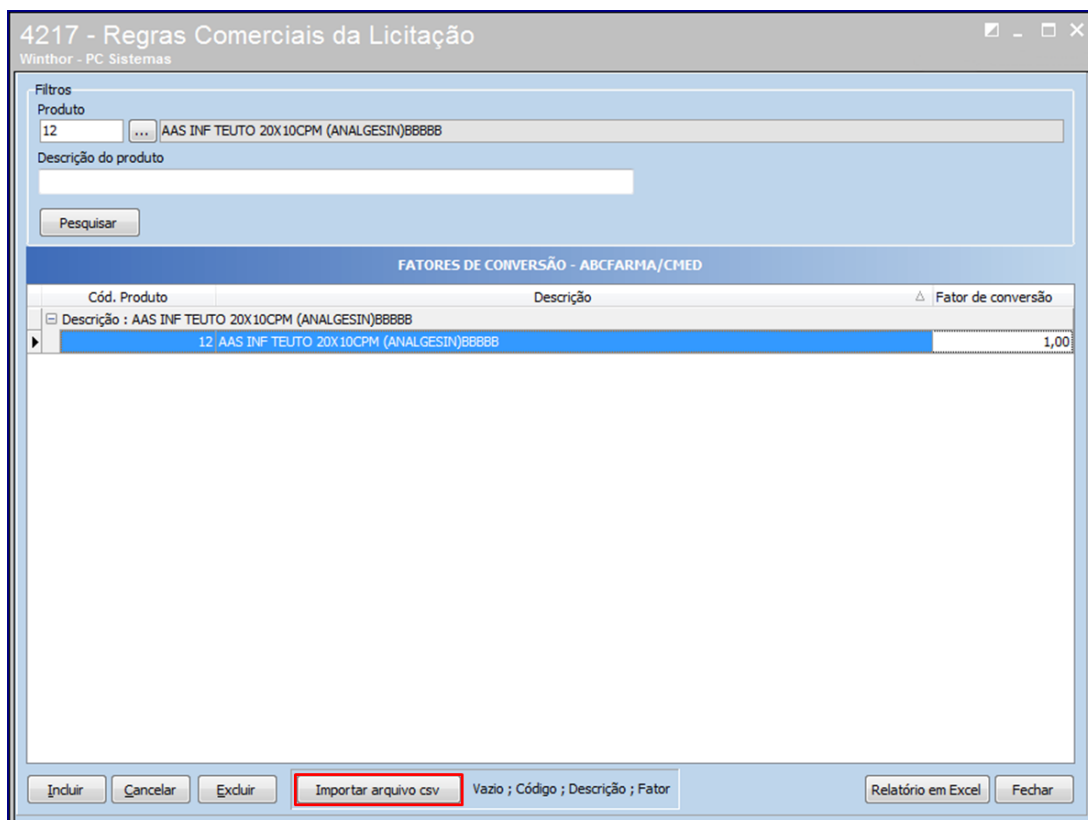 4217 - Regras Comerciais da Licitação
Winthor - PC Sistemas
Filtros
Produto
12 ... AAS INF TEUTO 20X10CPM (ANALGESIN)BBBBB
Descrição do produto
Pesquisar
FATORES DE CONVERSÃO - ABCFARMA/CMED
Cód. Produto Descrição Fator de conversão
Descrição : AAS INF TEUTO 20X10CPM (ANALGESIN)BBBBB
12 AAS INF TEUTO 20X10CPM (ANALGESIN)BBBBB 1,00
Incluir Cancelar Excluir Importar arquivo csv Vazio ; Código ; Descrição ; Fator Relatório em Excel Fechar